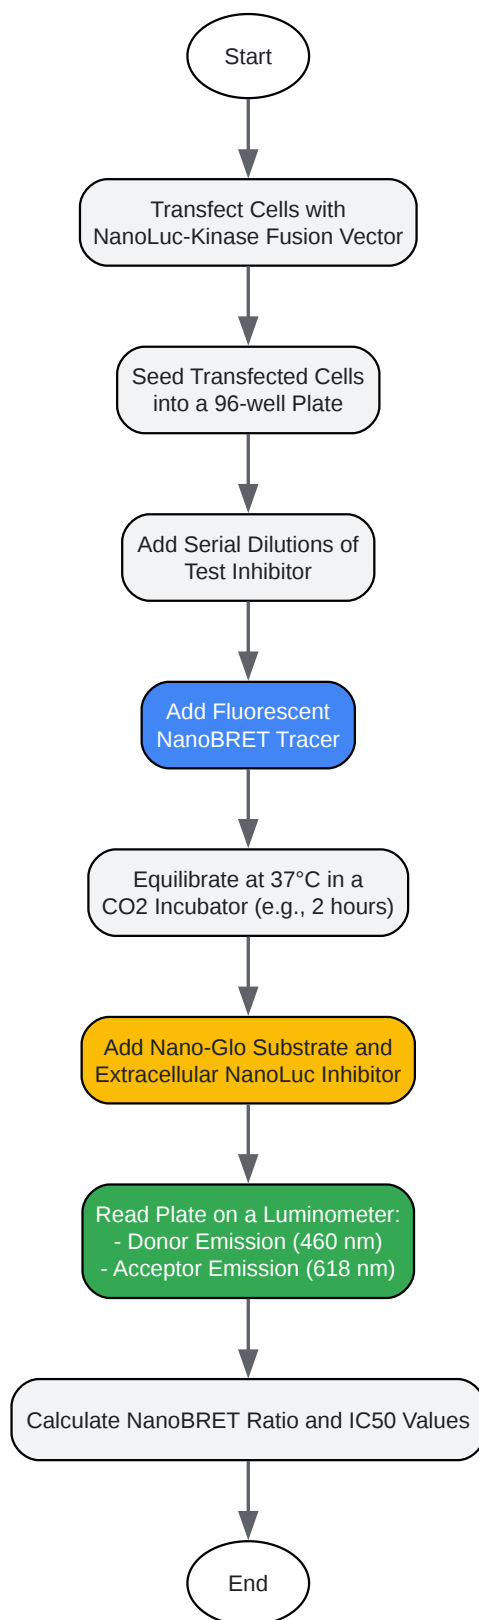 Start
Transfect Cells with
NanoLuc-Kinase Fusion Vector
Seed Transfected Cells
into a 96-well Plate
Add Serial Dilutions of
Test Inhibitor
Add Fluorescent
NanoBRET Tracer
Equilibrate at 37°C in a
CO2 Incubator (e.g., 2 hours)
Add Nano-Glo Substrate and
Extracellular NanoLuc Inhibitor
Read Plate on a Luminometer:
- Donor Emission (460 nm)
- Acceptor Emission (618 nm)
Calculate NanoBRET Ratio and IC50 Values
End